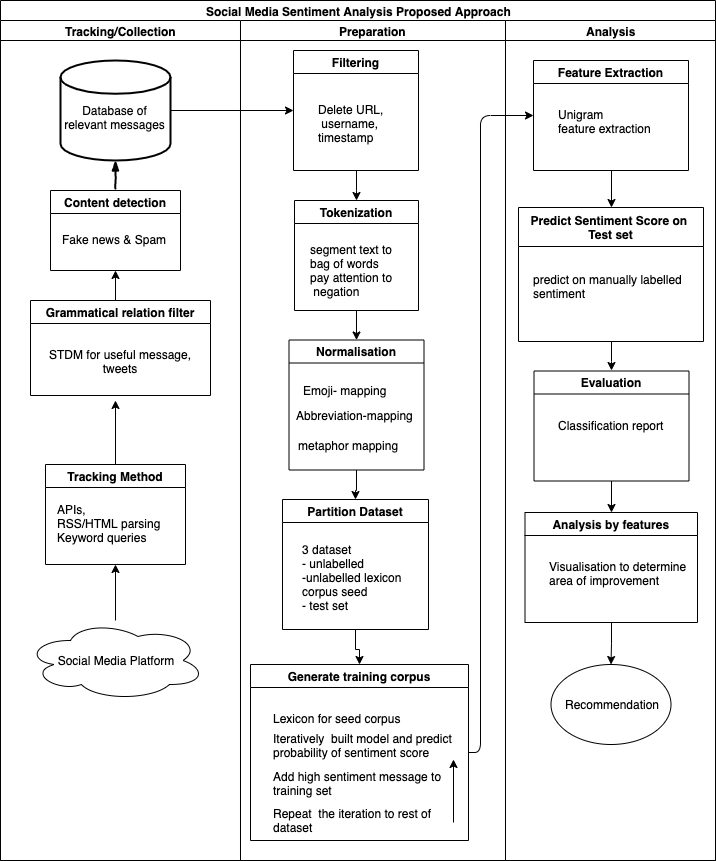 Social Media Sentiment Analysis Proposed Approach
Tracking/Collection
Database of
relevant messages
Content detection
Fake news & Spam
Grammatical relation filter
STDM for useful message,
tweets
Tracking Method
APIs,
RSS/HTML parsing
Keyword queries
Social Media Platform
Preparation
Filtering
Delete URL,
username,
timestamp
Tokenization
segment text to
bag of words
pay attention to
negation
Normalisation
Emoji- mapping
Abbreviation-mapping
metaphor mapping
Partition Dataset
3 dataset
- unlabelled
-unlabelled lexicon
corpus seed
- test set
Generate training corpus
Lexicon for seed corpus
Iteratively built model and predict
probability of sentiment score
Add high sentiment message to
training set
Repeat the iteration to rest of
dataset
Analysis
Feature Extraction
Unigram
feature extraction
Predict Sentiment Score on
Test set
predict on manually labelled
sentiment
Evaluation
Classification report
Analysis by features
Visualisation to determine
area of improvement
Recommendation